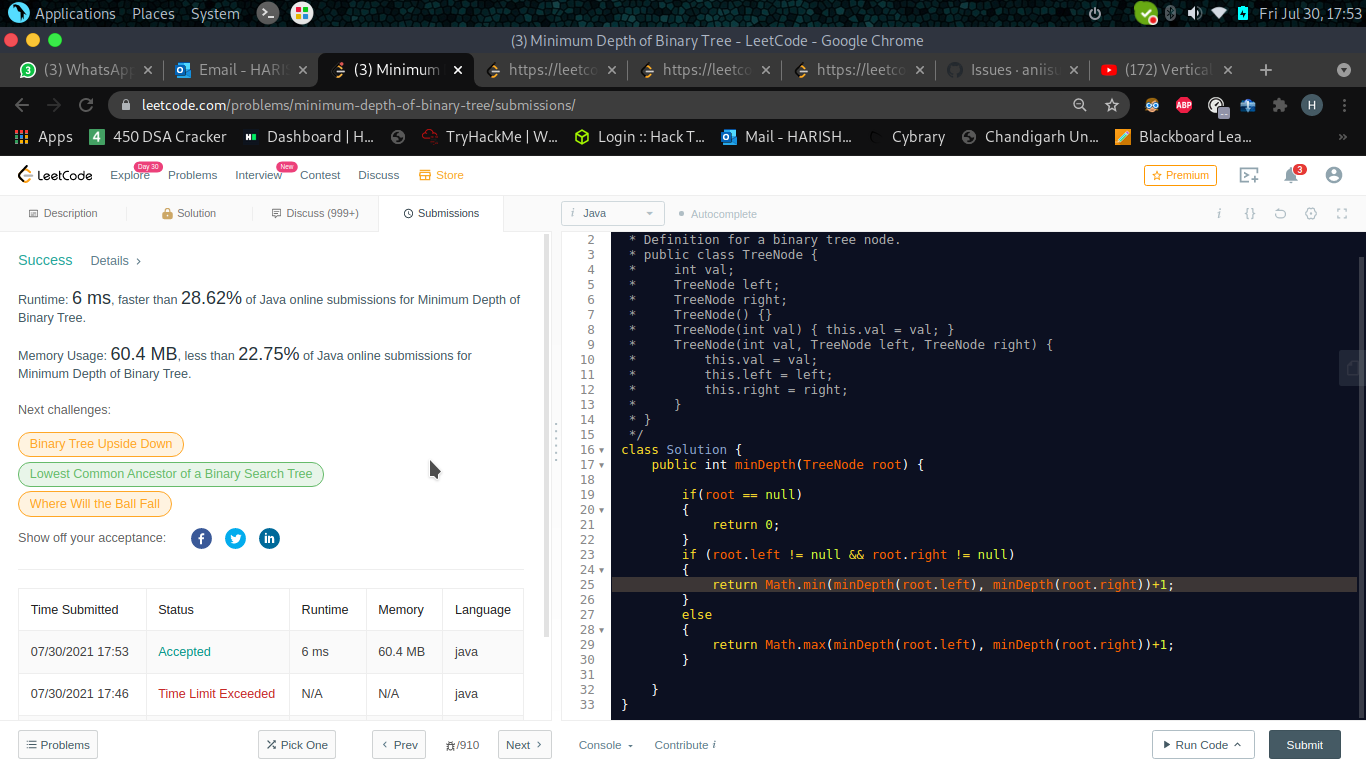 Applications Places System Fri Jul 30, 17:53
(3) Minimum Depth of Binary Tree - LeetCode - Google Chrome
(3) WhatsApp Email - HARIS (3) Minimum https://leetco https://leetco https://leetco Issues · aniisu (172) Vertical
leetcode.com/problems/minimum-depth-of-binary-tree/submissions/ ABP H
Apps 4 450 DSA Cracker Dashboard | H... TryHackMe | W... Login :: Hack T... Mail - HARISH... Cybrary Chandigarh Un... Blackboard Lea... »
LeetCode Explore Day 30 Problems Interview New Contest Discuss Store Premium 3
Description Solution Discuss (999+) Submissions
i Java Autocomplete i {}
Success Details >
Runtime: 6 ms, faster than 28.62% of Java online submissions for Minimum Depth of
Binary Tree.
Memory Usage: 60.4 MB, less than 22.75% of Java online submissions for
Minimum Depth of Binary Tree.
Next challenges:
Binary Tree Upside Down
Lowest Common Ancestor of a Binary Search Tree
Where Will the Ball Fall
Show off your acceptance:
Time Submitted Status Runtime Memory Language
07/30/2021 17:53 Accepted 6 ms 60.4 MB java
07/30/2021 17:46 Time Limit Exceeded N/A N/A java
2 * Definition for a binary tree node.
3 * public class TreeNode {
4 * int val;
5 * TreeNode left;
6 * TreeNode right;
7 * TreeNode() {}
8 * TreeNode(int val) { this.val = val; }
9 * TreeNode(int val, TreeNode left, TreeNode right) {
10 * this.val = val;
11 * this.left = left;
12 * this.right = right;
13 * }
14 * }
15 */
16 class Solution {
17 public int minDepth(TreeNode root) {
18
19 if(root == null)
20 {
21 return 0;
22 }
23 if (root.left != null && root.right != null)
24 {
25 return Math.min(minDepth(root.left), minDepth(root.right))+1;
26 }
27 else
28 {
29 return Math.max(minDepth(root.left), minDepth(root.right))+1;
30 }
31
32 }
33 }
Problems Pick One < Prev /910 Next > Console Contribute i Run Code Submit